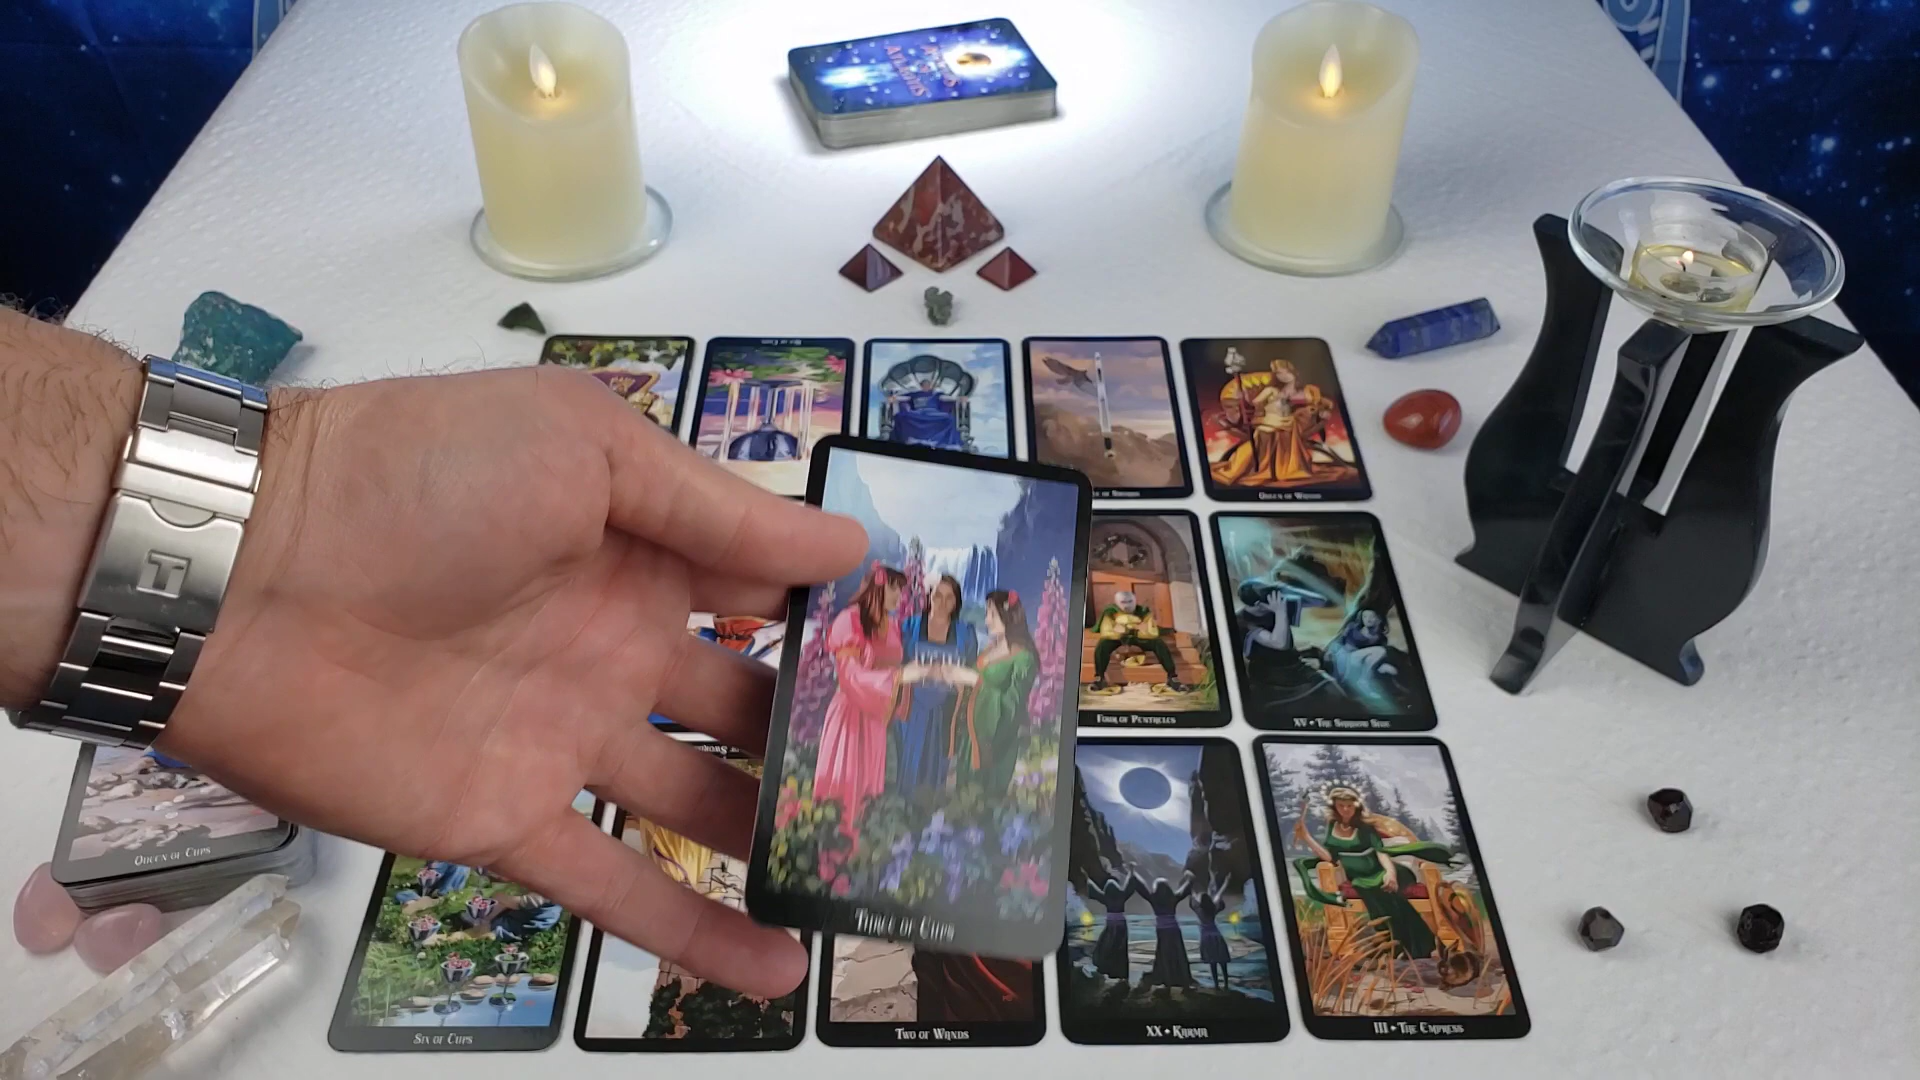 QUEEN OF WANDS
FOUR OF PENTACLES
XV • THE SHADOW SIDE
T
THREE OF CUPS
QUEEN OF CUPS
SIX OF CUPS
TWO OF WANDS
XX • KARMA
III • THE EMPRESS